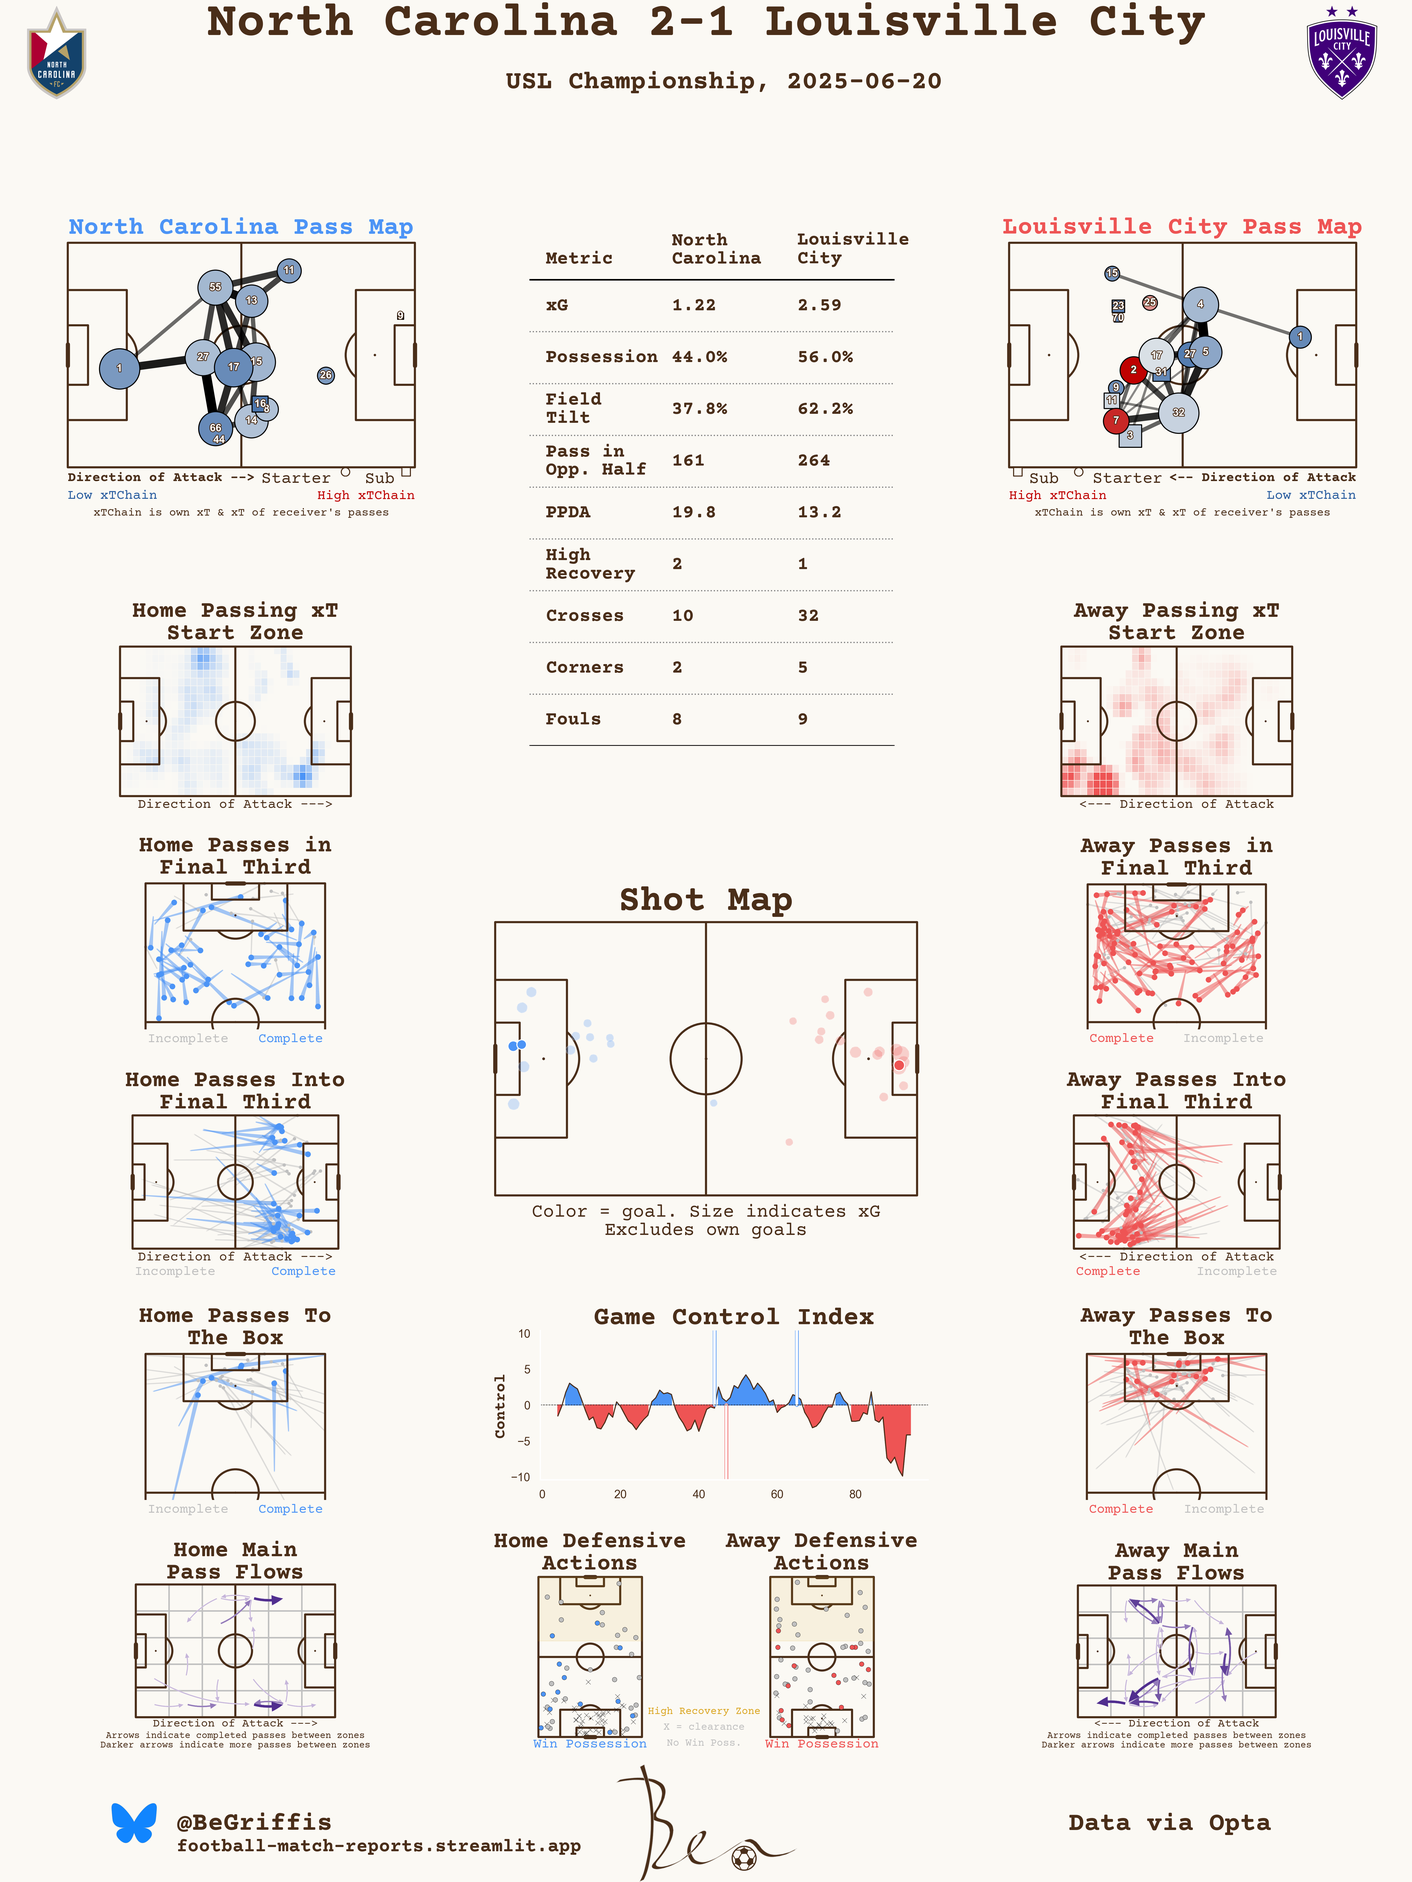 North Carolina 2-1 Louisville City
USL Championship, 2025-06-20
NORTH
CAROLINA
FC
LOUISVILLE
CITY
North Carolina Pass Map
11
55
13
9
27
17
15
1
26
16
8
14
66
44
Direction of Attack --> Starter Sub
Low xTChain High xTChain
xTChain is own xT & xT of receiver's passes
Metric North Carolina Louisville City
xG 1.22 2.59
Possession 44.0% 56.0%
Field Tilt 37.8% 62.2%
Pass in Opp. Half 161 264
PPDA 19.8 13.2
High Recovery 2 1
Crosses 10 32
Corners 2 5
Fouls 8 9
Louisville City Pass Map
15
23
25
4
70
1
17
27
5
2
31
9
11
7
32
3
Sub Starter <-- Direction of Attack
High xTChain Low xTChain
xTChain is own xT & xT of receiver's passes
Home Passing xT
Start Zone
Direction of Attack --->
Away Passing xT
Start Zone
<--- Direction of Attack
Home Passes in
Final Third
Incomplete Complete
Away Passes in
Final Third
Complete Incomplete
Shot Map
Color = goal. Size indicates xG
Excludes own goals
Home Passes Into
Final Third
Direction of Attack --->
Incomplete Complete
Away Passes Into
Final Third
<--- Direction of Attack
Complete Incomplete
Home Passes To
The Box
Incomplete Complete
Game Control Index
Control
10
5
0
−5
−10
0 20 40 60 80
Away Passes To
The Box
Complete Incomplete
Home Main
Pass Flows
Direction of Attack --->
Arrows indicate completed passes between zones
Darker arrows indicate more passes between zones
Home Defensive
Actions
Win Possession
Away Defensive
Actions
Win Possession
High Recovery Zone
X = clearance
No Win Poss.
Away Main
Pass Flows
<--- Direction of Attack
Arrows indicate completed passes between zones
Darker arrows indicate more passes between zones
@BeGriffis
football-match-reports.streamlit.app
Ben
Data via Opta